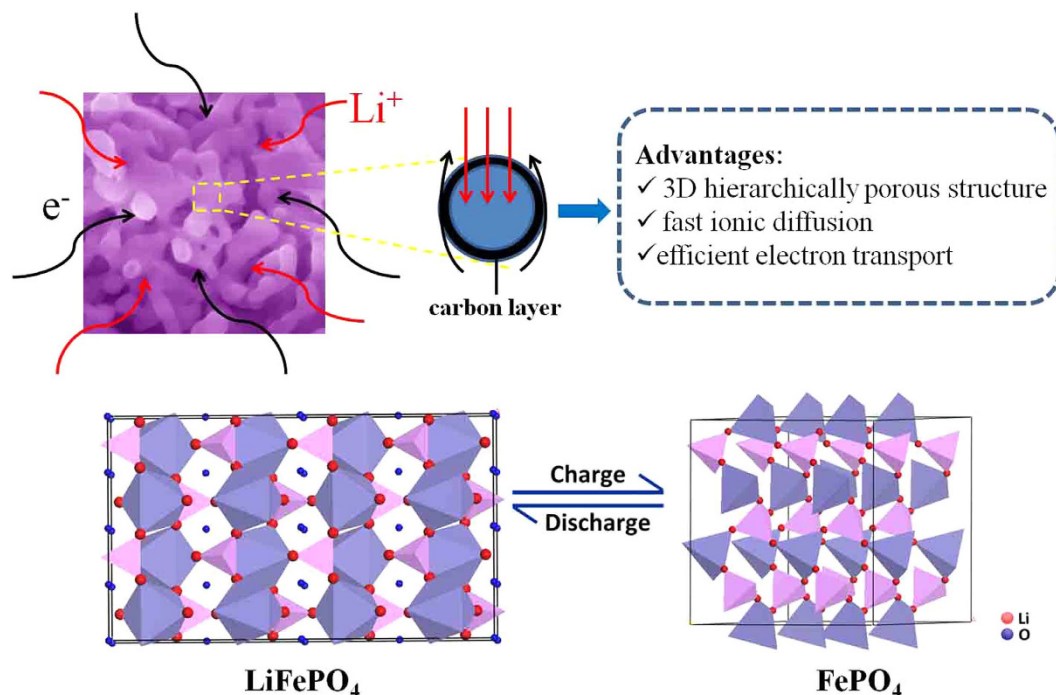 Li⁺
e⁻
carbon layer
Advantages:
✓ 3D hierarchically porous structure
✓ fast ionic diffusion
✓efficient electron transport
Charge
Discharge
Li
O
LiFePO₄
FePO₄